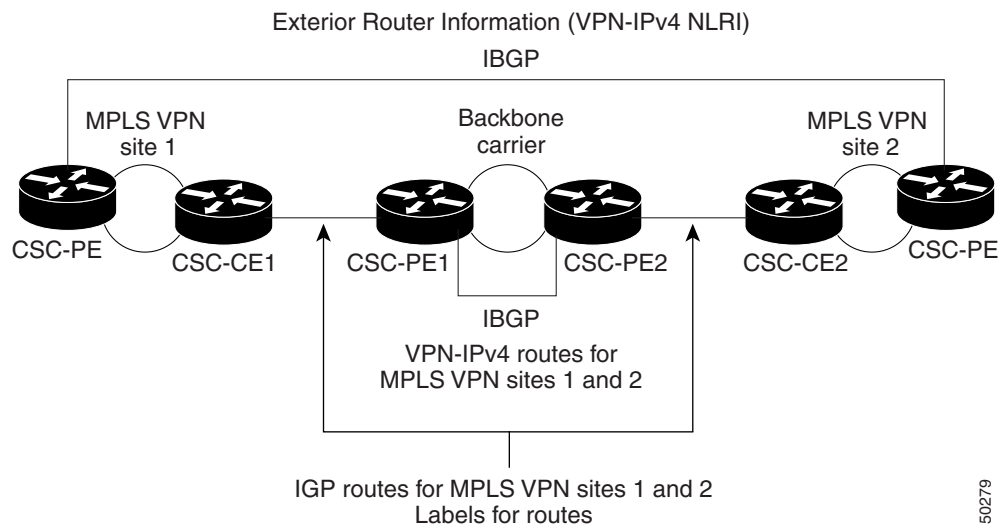 Exterior Router Information (VPN-IPv4 NLRI)
IBGP
MPLS VPN
site 1
Backbone
carrier
MPLS VPN
site 2
CSC-PE
CSC-CE1
CSC-PE1
CSC-PE2
CSC-CE2
CSC-PE
IBGP
VPN-IPv4 routes for
MPLS VPN sites 1 and 2
IGP routes for MPLS VPN sites 1 and 2
Labels for routes
50279